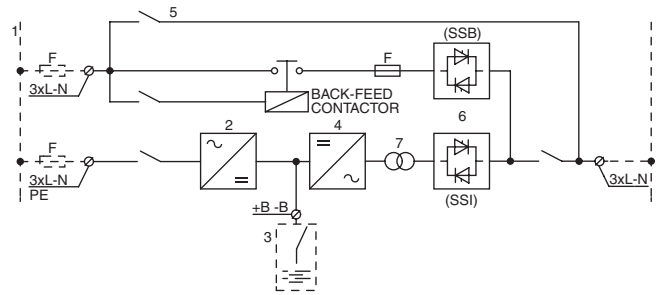 5
1
(SSB)
F
F
3xL-N
BACK-FEED
CONTACTOR
2
4
6
7
F
3xL-N
PE
(SSI)
3xL-N
+B -B
3